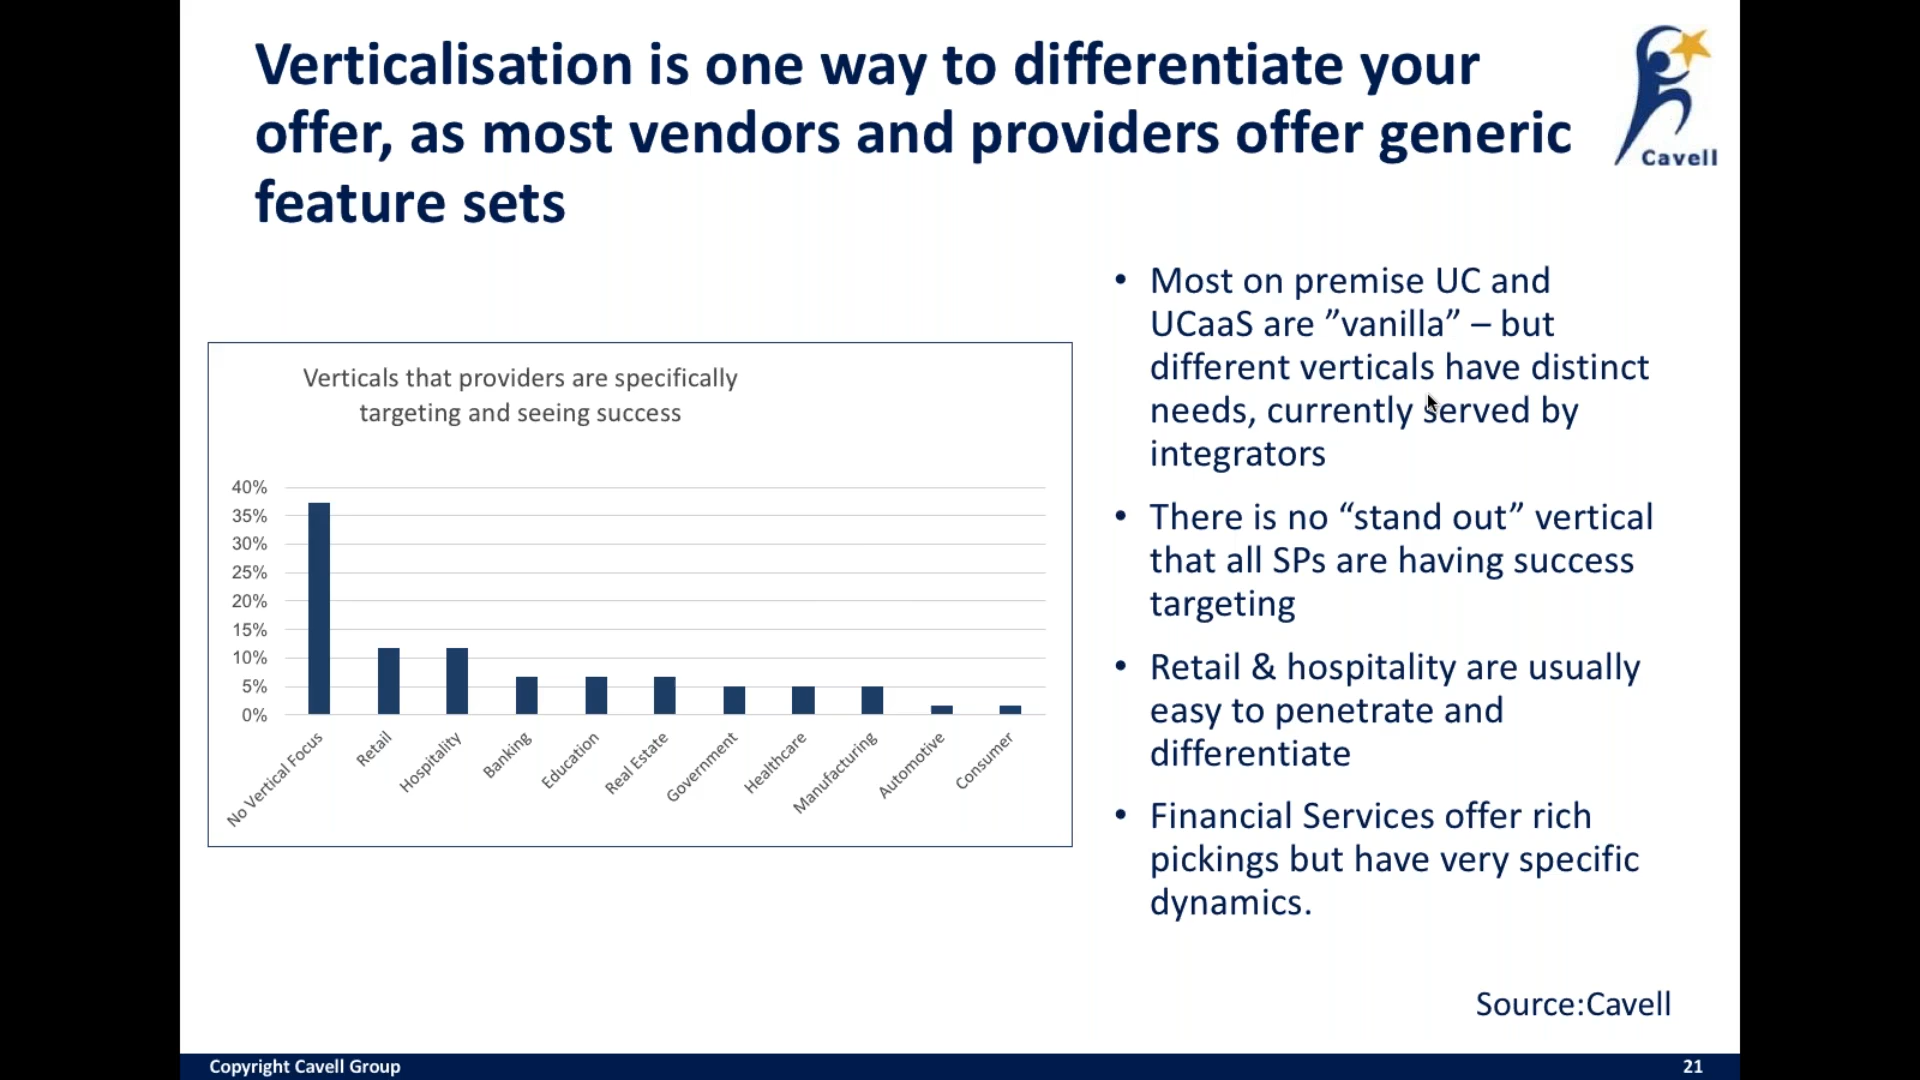 Verticalisation is one way to differentiate your
offer, as most vendors and providers offer generic
feature sets
Cavell
Verticals that providers are specifically
targeting and seeing success
40%
35%
30%
25%
20%
15%
10%
5%
0%
No Vertical Focus
Retail
Hospitality
Banking
Education
Real Estate
Government
Healthcare
Manufacturing
Automotive
Consumer
• Most on premise UC and
UCaaS are ”vanilla” – but
different verticals have distinct
needs, currently served by
integrators
• There is no “stand out” vertical
that all SPs are having success
targeting
• Retail & hospitality are usually
easy to penetrate and
differentiate
• Financial Services offer rich
pickings but have very specific
dynamics.
Source:Cavell
Copyright Cavell Group
21